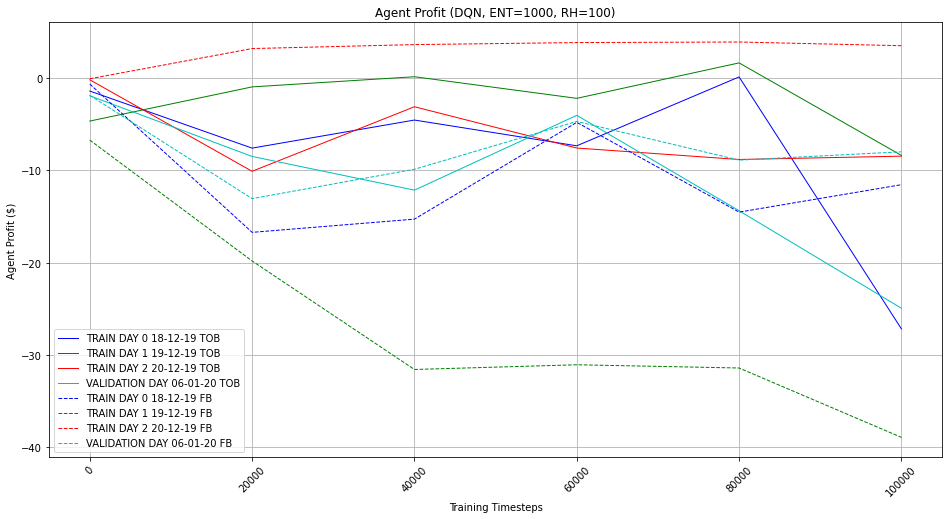 Agent Profit (DQN, ENT=1000, RH=100)
0
−10
−20
−30
−40
Agent Profit ($)
TRAIN DAY 0 18-12-19 TOB
TRAIN DAY 1 19-12-19 TOB
TRAIN DAY 2 20-12-19 TOB
VALIDATION DAY 06-01-20 TOB
TRAIN DAY 0 18-12-19 FB
TRAIN DAY 1 19-12-19 FB
TRAIN DAY 2 20-12-19 FB
VALIDATION DAY 06-01-20 FB
0
20000
40000
60000
80000
100000
Training Timesteps